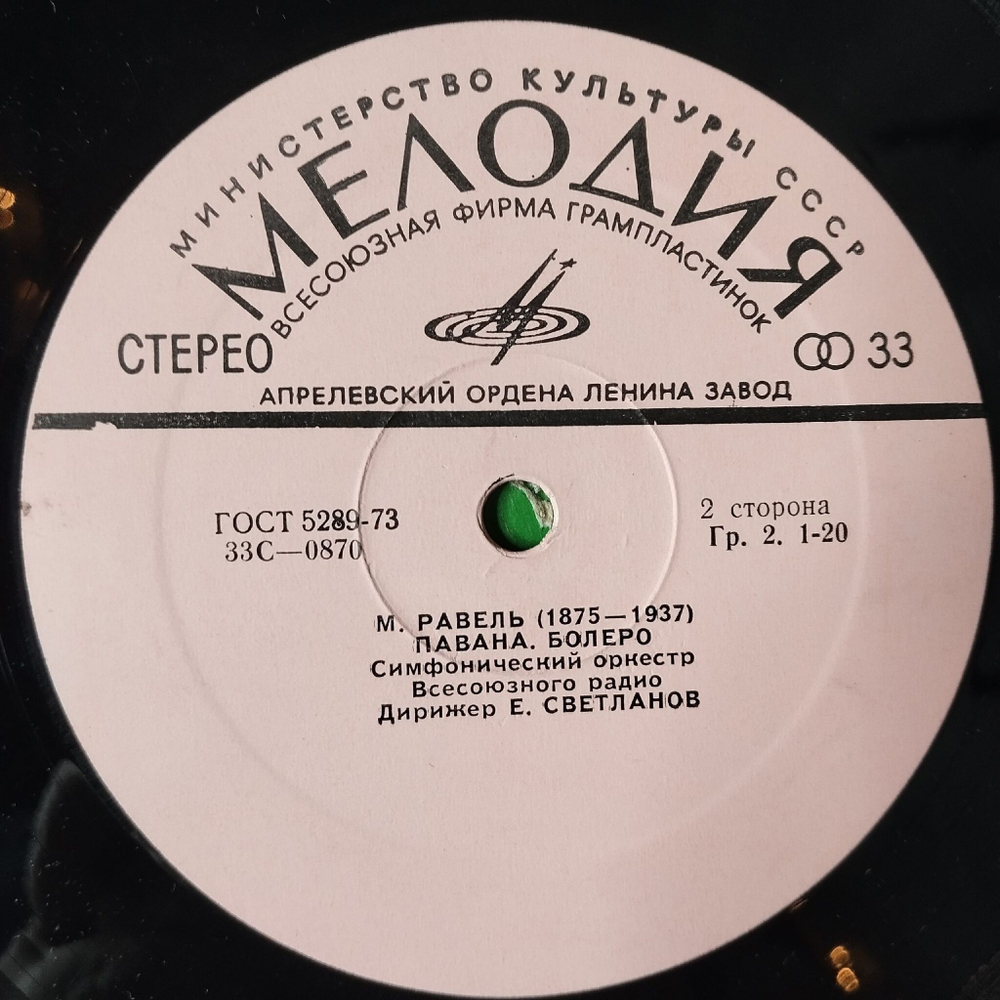 МИНИСТЕРСТВО КУЛЬТУРЫ СССР
МЕЛОДИЯ
ВСЕСОЮЗНАЯ ФИРМА ГРАМПЛАСТИНОК
СТЕРЕО
33
АПРЕЛЕВСКИЙ ОРДЕНА ЛЕНИНА ЗАВОД
ГОСТ 5289-73
33С—0870
2 сторона
Гр. 2. 1-20
М. РАВЕЛЬ (1875—1937)
ПАВАНА. БОЛЕРО
Симфонический оркестр
Всесоюзного радио
Дирижер Е. СВЕТЛАНОВ